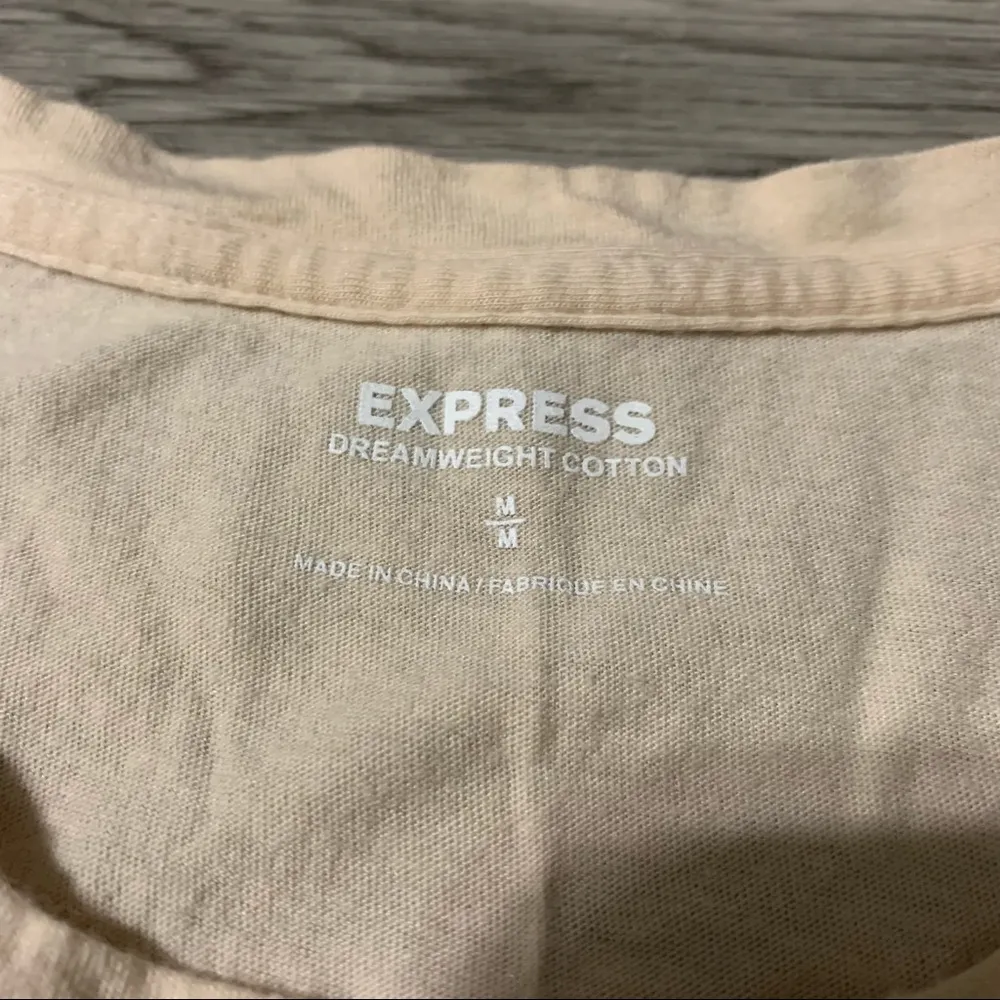 EXPRESS
DREAMWEIGHT COTTON
M
M
MADE IN CHINA / FABRIQUE EN CHINE